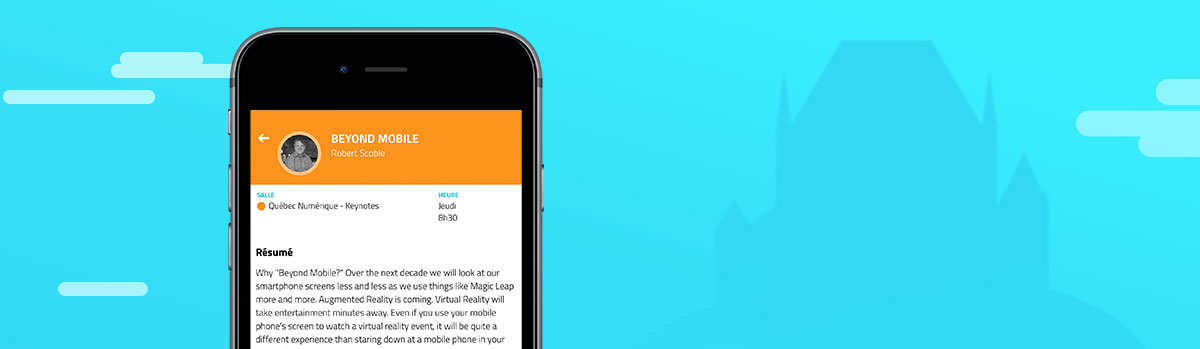 BEYOND MOBILE
Robert Scoble
SALLE
Québec Numérique - Keynotes
HEURE
Jeudi
8h30
Résumé
Why "Beyond Mobile?" Over the next decade we will look at our
smartphone screens less and less as we use things like Magic Leap
more and more. Augmented Reality is coming. Virtual Reality will
take entertainment minutes away. Even if you use your mobile
phone's screen to watch a virtual reality event, it will be quite a
different experience than staring down at a mobile phone in your